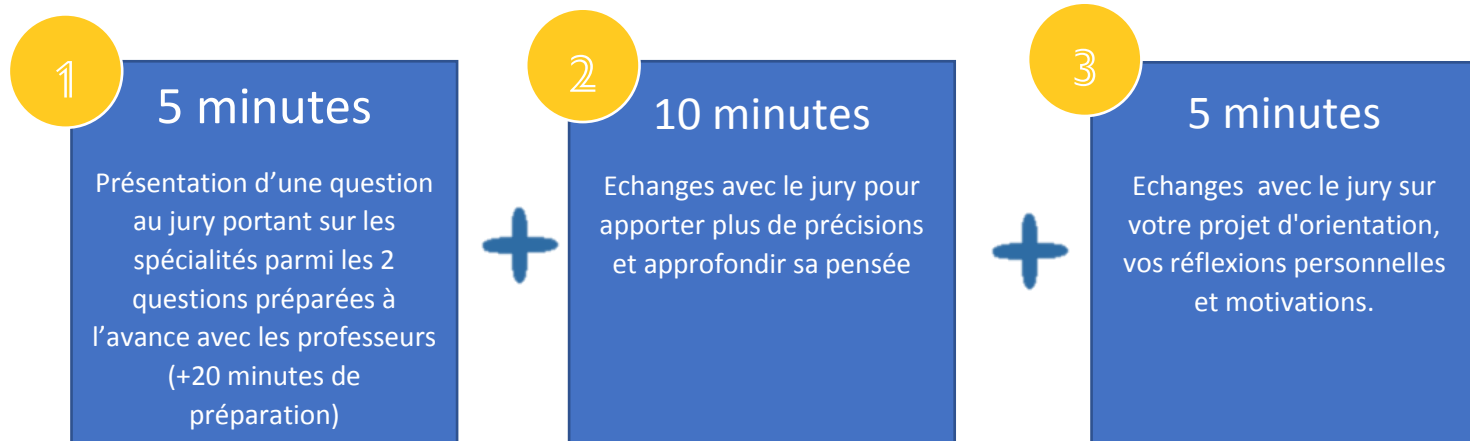 1
5 minutes
Présentation d’une question
au jury portant sur les
spécialités parmi les 2
questions préparées à
l’avance avec les professeurs
(+20 minutes de
préparation)
2
10 minutes
Echanges avec le jury pour
apporter plus de précisions
et approfondir sa pensée
3
5 minutes
Echanges  avec le jury sur
votre projet d'orientation,
vos réflexions personnelles
et motivations.